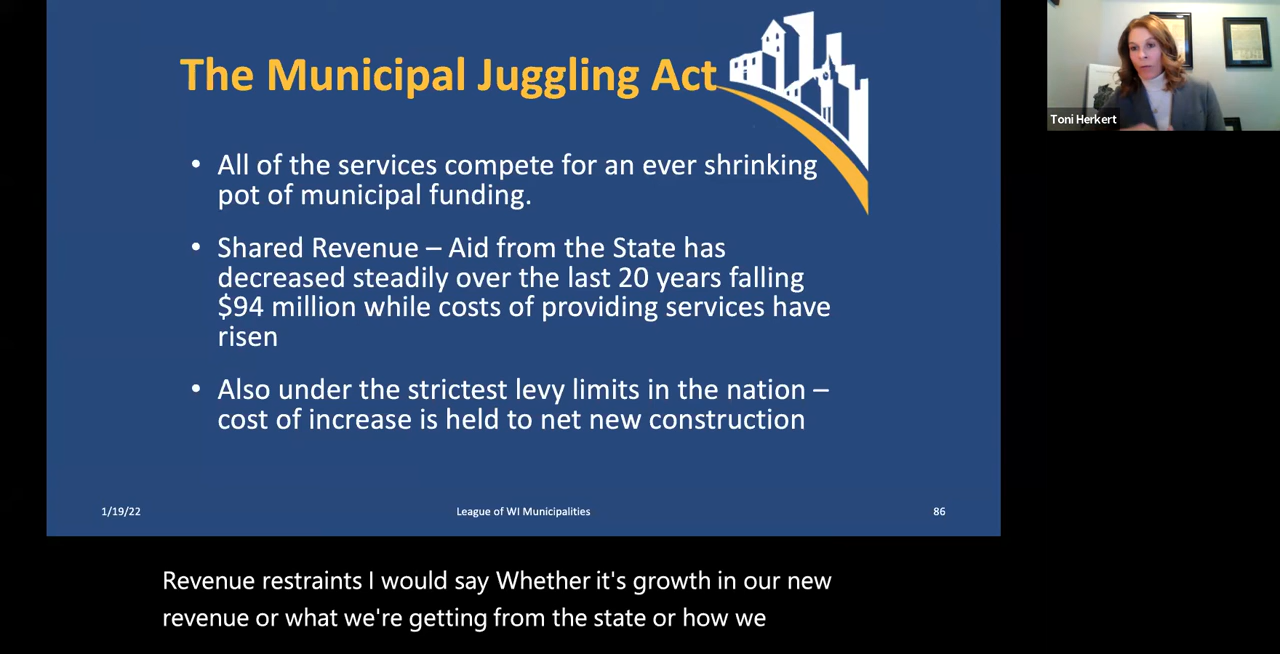 The Municipal Juggling Act
• All of the services compete for an ever shrinking
pot of municipal funding.
• Shared Revenue – Aid from the State has
decreased steadily over the last 20 years falling
$94 million while costs of providing services have
risen
• Also under the strictest levy limits in the nation –
cost of increase is held to net new construction
1/19/22
League of WI Municipalities
86
Toni Herkert
Revenue restraints I would say Whether it's growth in our new
revenue or what we're getting from the state or how we